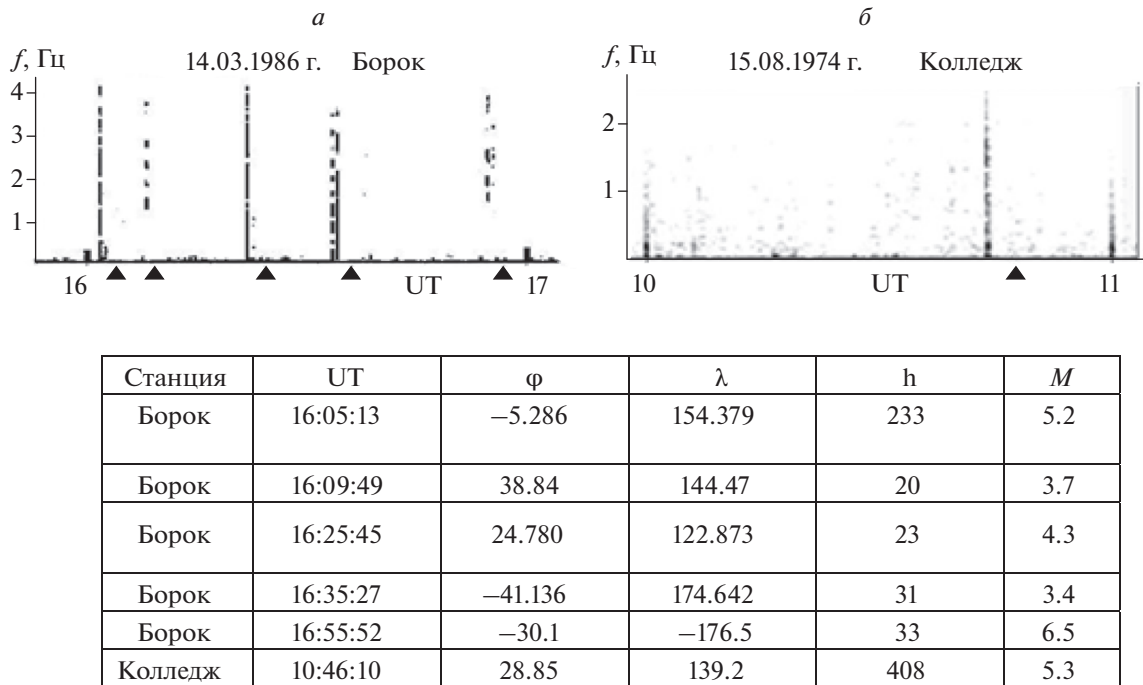 а б
f, Гц 14.03.1986 г. Борок f, Гц 15.08.1974 г. Колледж
4
3
2
1
16 UT 17
2
1
10 UT 11
Станция UT φ λ h M
Борок 16:05:13 −5.286 154.379 233 5.2
Борок 16:09:49 38.84 144.47 20 3.7
Борок 16:25:45 24.780 122.873 23 4.3
Борок 16:35:27 −41.136 174.642 31 3.4
Борок 16:55:52 −30.1 −176.5 33 6.5
Колледж 10:46:10 28.85 139.2 408 5.3